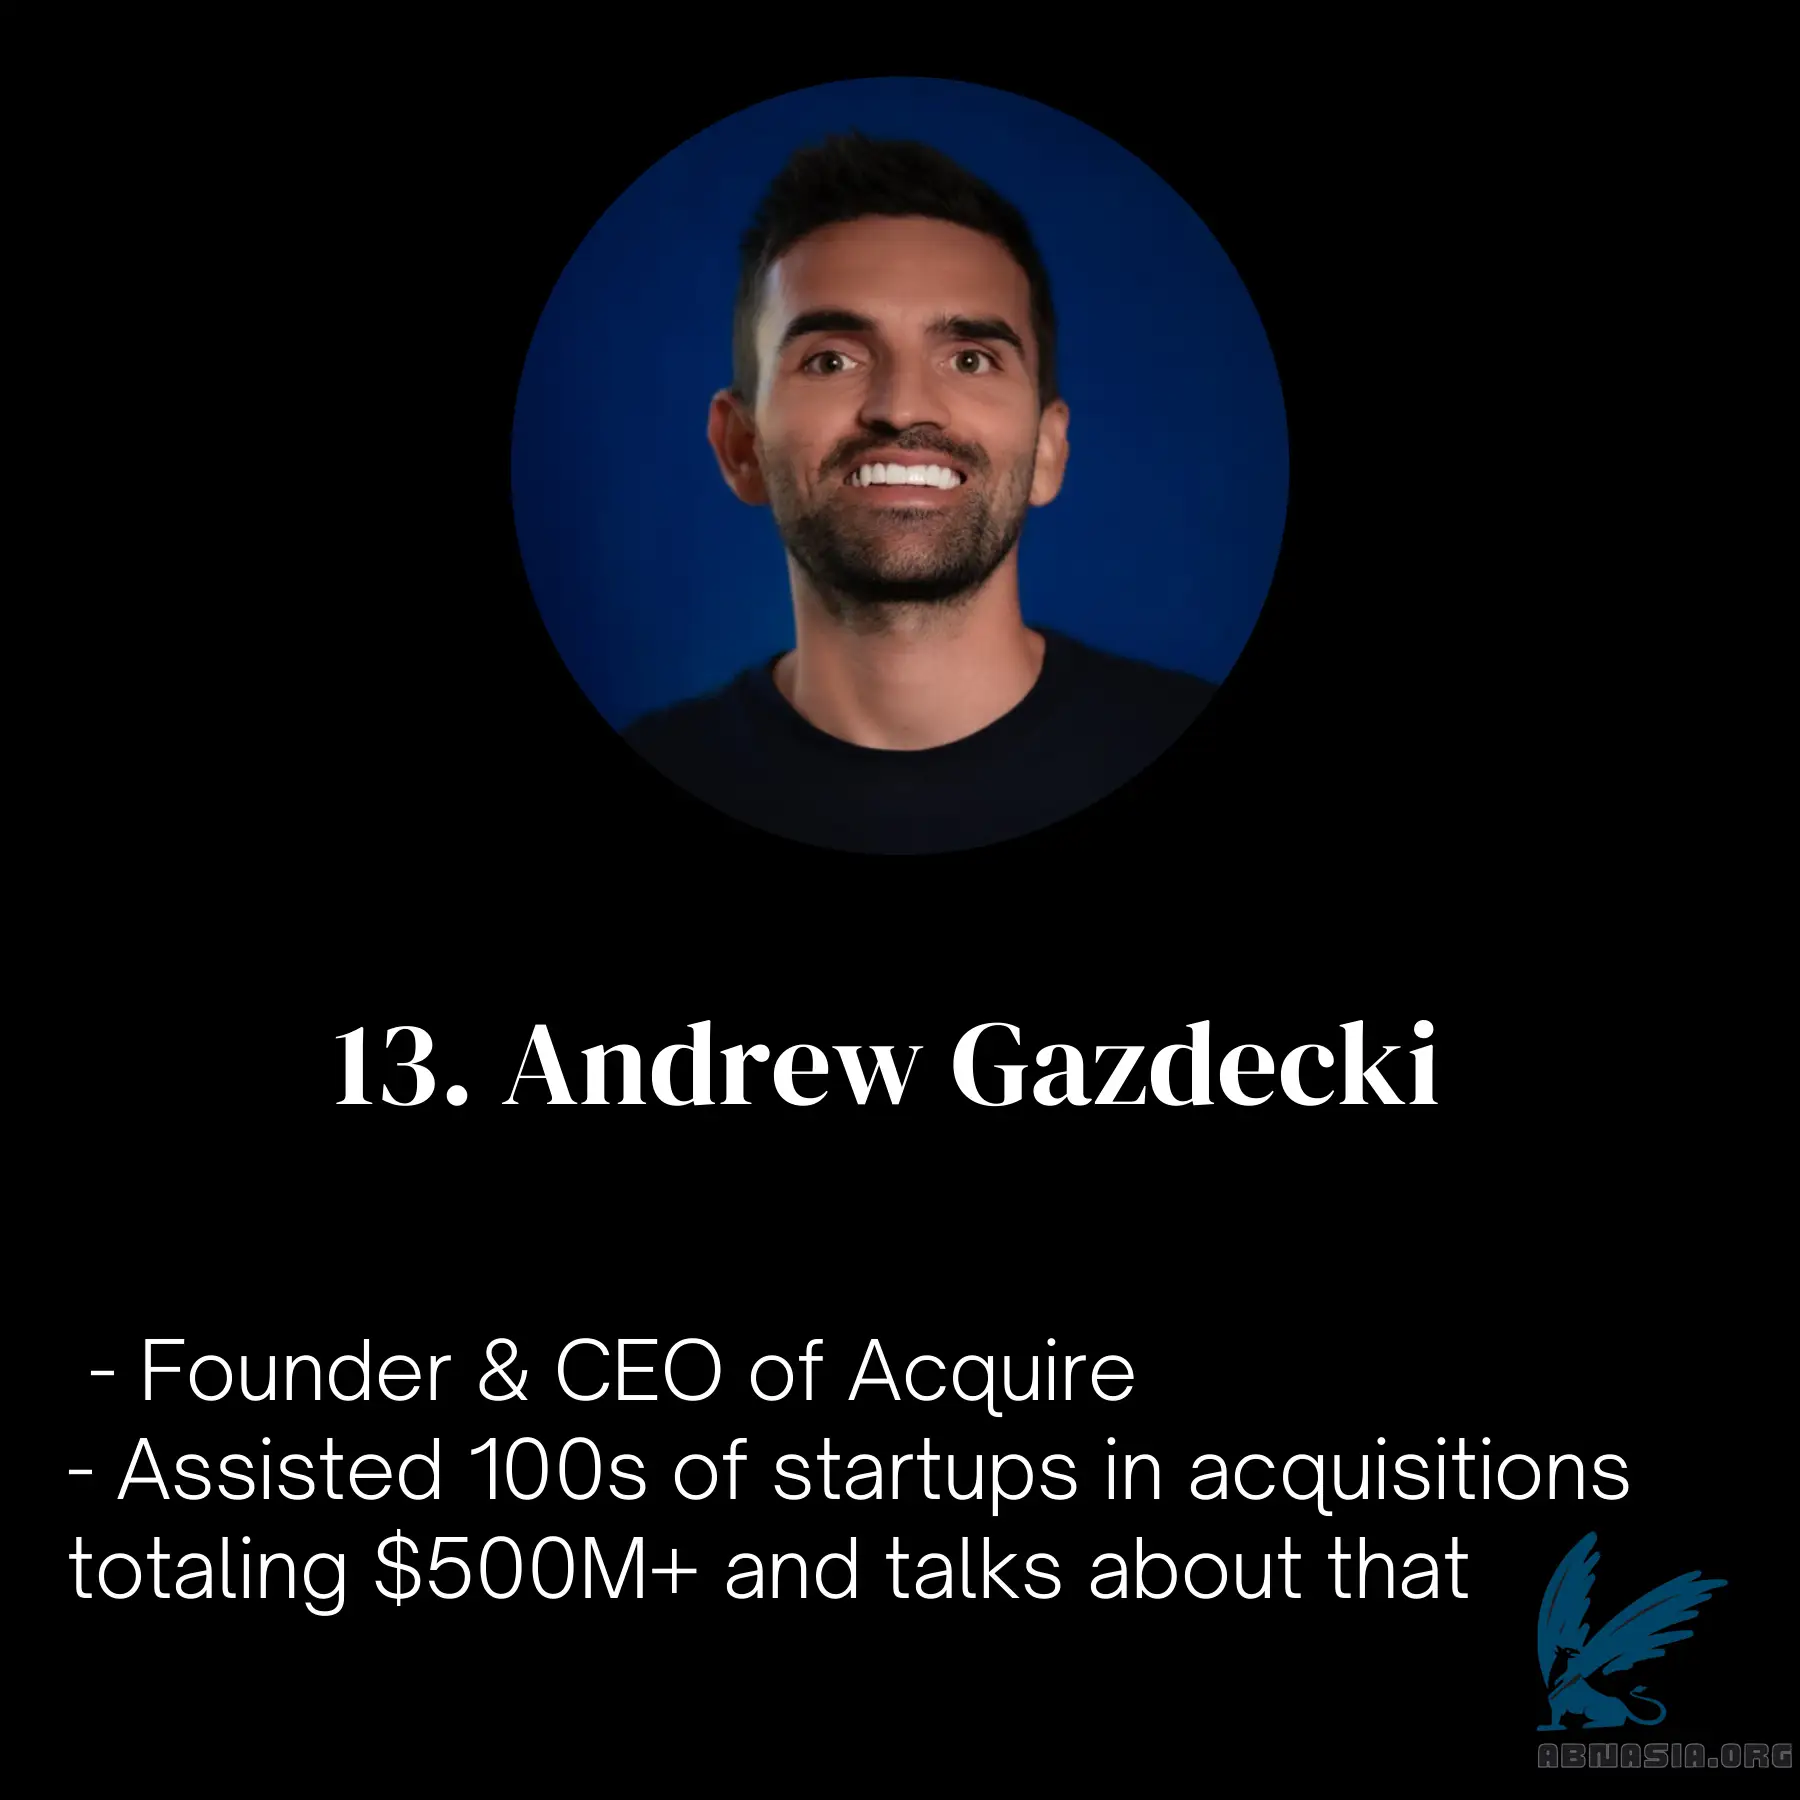 13. Andrew Gazdecki
- Founder & CEO of Acquire
- Assisted 100s of startups in acquisitions
totaling $500M+ and talks about that
ABNASIA.ORG